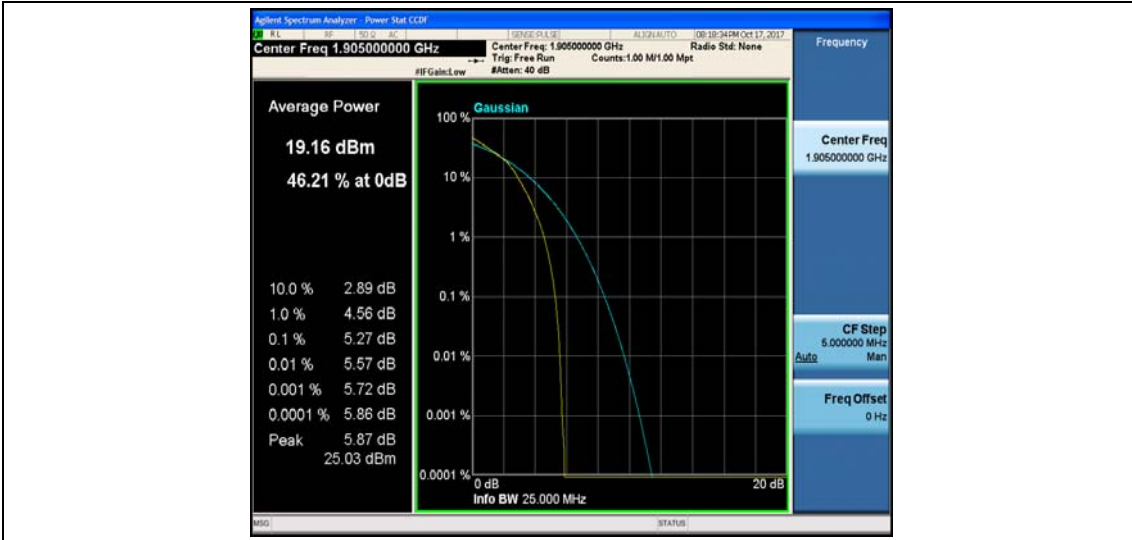 Agilent Spectrum Analyzer - Power Stat CCDF
RL RF 50 Ω AC SENSE:PULSE ALIGNAUTO 08:18:34PM Oct 17, 2017
Center Freq 1.905000000 GHz
Center Freq: 1.905000000 GHz Radio Std: None
Trig: Free Run Counts:1.00 M/1.00 Mpt
#IFGain:Low #Atten: 40 dB
Frequency
Average Power
19.16 dBm
46.21 % at 0dB
10.0 % 2.89 dB
1.0 % 4.56 dB
0.1 % 5.27 dB
0.01 % 5.57 dB
0.001 % 5.72 dB
0.0001 % 5.86 dB
Peak 5.87 dB
25.03 dBm
Gaussian
100 %
10 %
1 %
0.1 %
0.01 %
0.001 %
0.0001 %
0 dB 20 dB
Info BW 25.000 MHz
Center Freq
1.905000000 GHz
CF Step
5.000000 MHz
Auto Man
Freq Offset
0 Hz
MSG STATUS